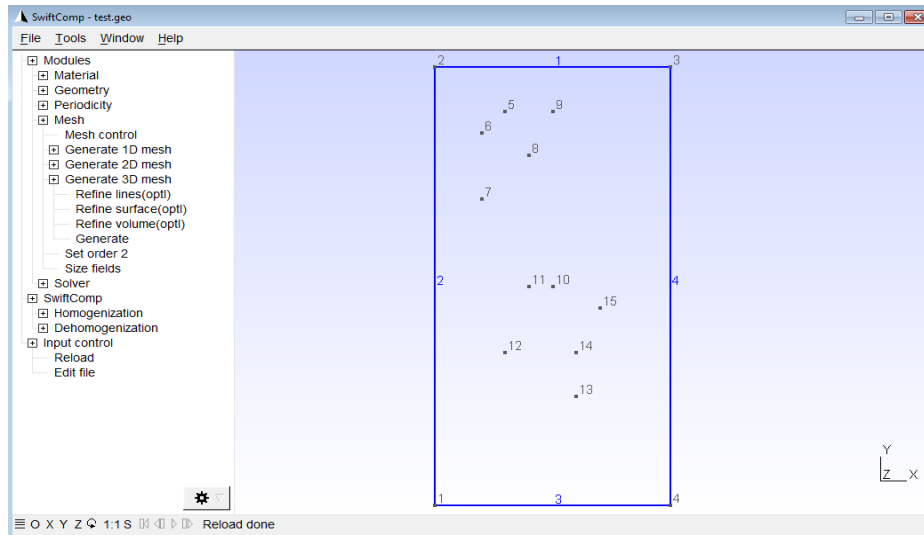 SwiftComp - test.geo
File Tools Window Help
Modules
Material
Geometry
Periodicity
Mesh
Mesh control
Generate 1D mesh
Generate 2D mesh
Generate 3D mesh
Refine lines(optl)
Refine surface(optl)
Refine volume(optl)
Generate
Set order 2
Size fields
Solver
SwiftComp
Homogenization
Dehomogenization
Input control
Reload
Edit file
2 1 3
5 9
6
8
7
2 4
11 10
15
12 14
13
1 3 4
Y
Z X
O X Y Z 1:1 S Reload done